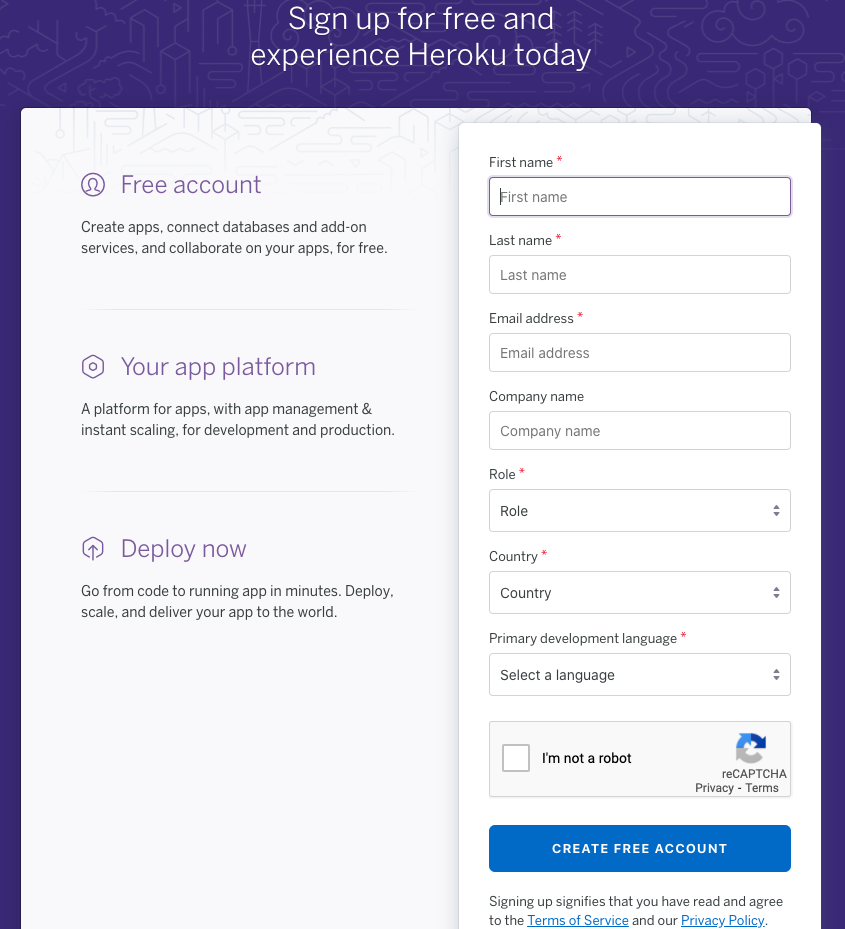 Sign up for free and
experience Heroku today
Free account
Create apps, connect databases and add-on
services, and collaborate on your apps, for free.
Your app platform
A platform for apps, with app management &
instant scaling, for development and production.
Deploy now
Go from code to running app in minutes. Deploy,
scale, and deliver your app to the world.
First name *
First name
Last name *
Last name
Email address *
Email address
Company name
Company name
Role *
Role
Country *
Country
Primary development language *
Select a language
I'm not a robot
reCAPTCHA
Privacy - Terms
CREATE FREE ACCOUNT
Signing up signifies that you have read and agree
to the Terms of Service and our Privacy Policy.